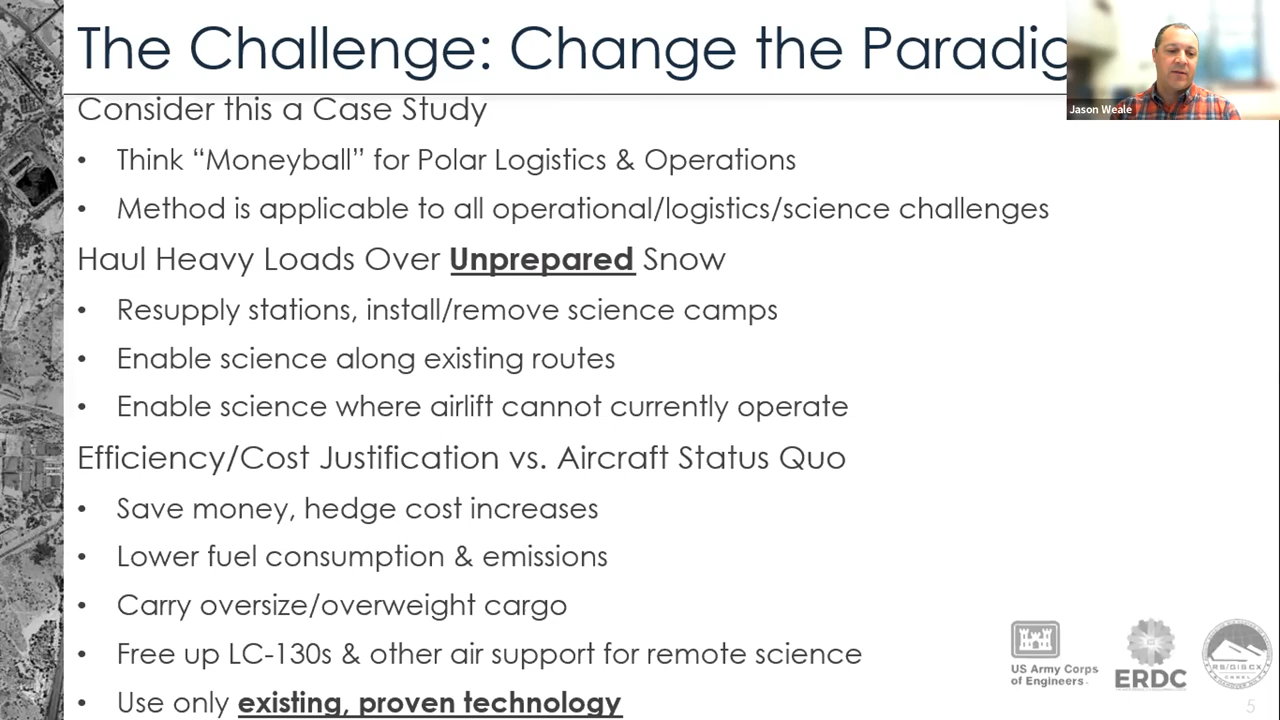 The Challenge: Change the Paradig
Jason Weale
Consider this a Case Study
• Think “Moneyball” for Polar Logistics & Operations
• Method is applicable to all operational/logistics/science challenges
Haul Heavy Loads Over Unprepared Snow
• Resupply stations, install/remove science camps
• Enable science along existing routes
• Enable science where airlift cannot currently operate
Efficiency/Cost Justification vs. Aircraft Status Quo
• Save money, hedge cost increases
• Lower fuel consumption & emissions
• Carry oversize/overweight cargo
• Free up LC-130s & other air support for remote science
• Use only existing, proven technology
US Army Corps
of Engineers.
ERDC
RS/GISCX
5